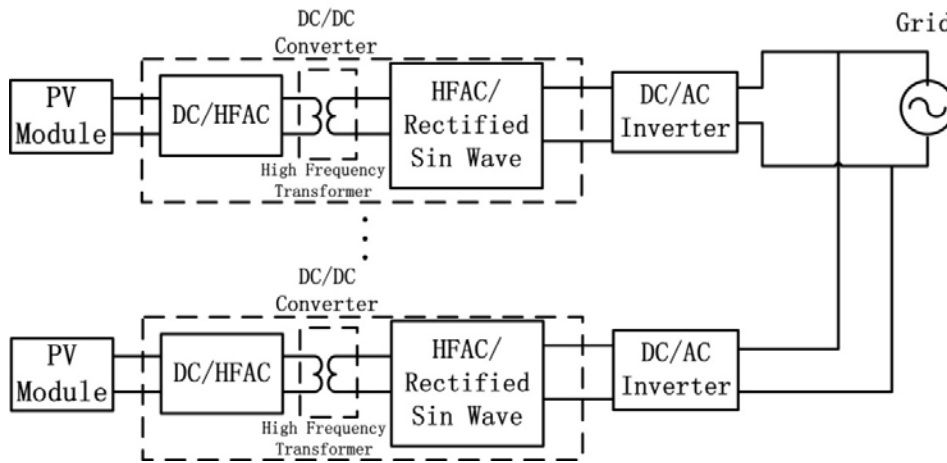 DC/DC
Converter
Grid
PV
Module
DC/HFAC
HFAC/
Rectified
Sin Wave
DC/AC
Inverter
High Frequency
Transformer
DC/DC
Converter
PV
Module
DC/HFAC
HFAC/
Rectified
Sin Wave
DC/AC
Inverter
High Frequency
Transformer